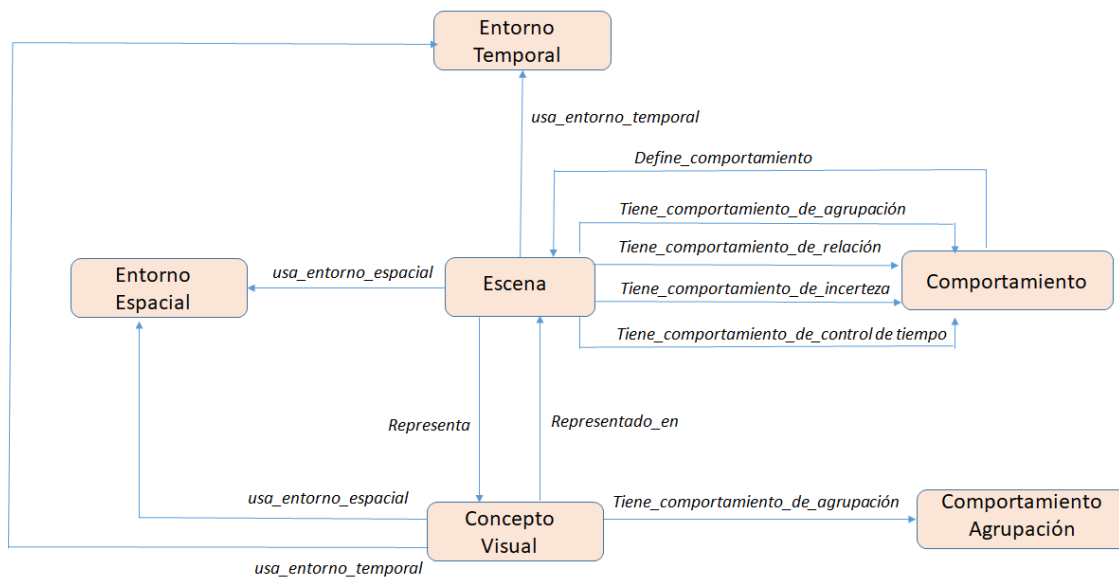 Entorno
Temporal
usa_entorno_temporal
Define_comportamiento
Tiene_comportamiento_de_agrupación
Tiene_comportamiento_de_relación
Entorno
Espacial
usa_entorno_espacial
Escena
Comportamiento
Tiene_comportamiento_de_incerteza
Tiene_comportamiento_de_control de tiempo
Representa
Representado_en
usa_entorno_espacial
Concepto
Visual
Tiene_comportamiento_de_agrupación
Comportamiento
Agrupación
usa_entorno_temporal